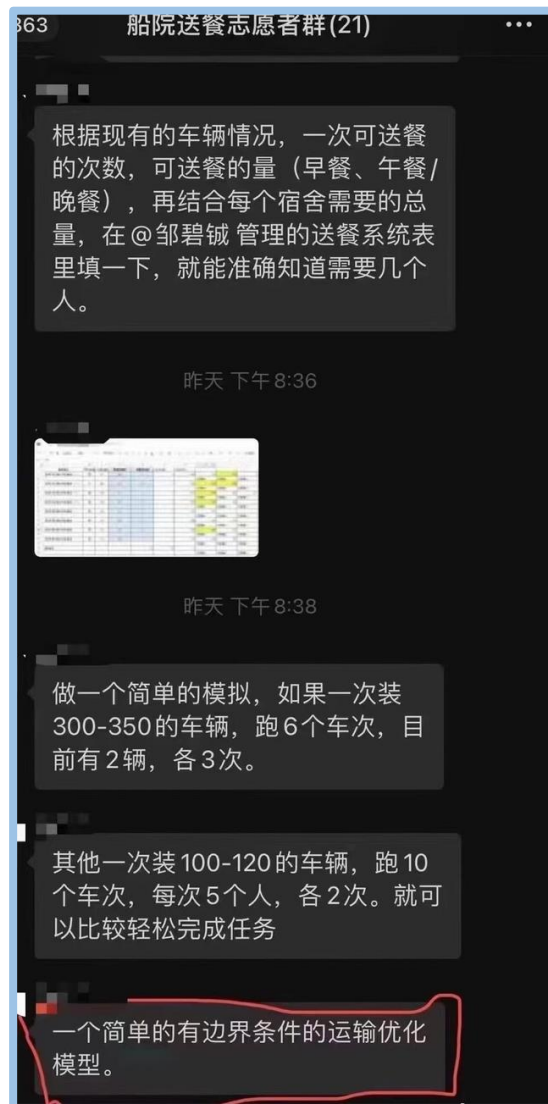 363
船院送餐志愿者群(21)
根据现有的车辆情况，一次可送餐
的次数，可送餐的量（早餐、午餐/
晚餐），再结合每个宿舍需要的总
量，在@邹碧铖 管理的送餐系统表
里填一下，就能准确知道需要几个
人。
昨天 下午8:36
昨天 下午8:38
做一个简单的模拟，如果一次装
300-350的车辆，跑6个车次，目
前有2辆，各3次。
其他一次装100-120的车辆，跑10
个车次，每次5个人，各2次。就可
以比较轻松完成任务
一个简单的有边界条件的运输优化
模型。